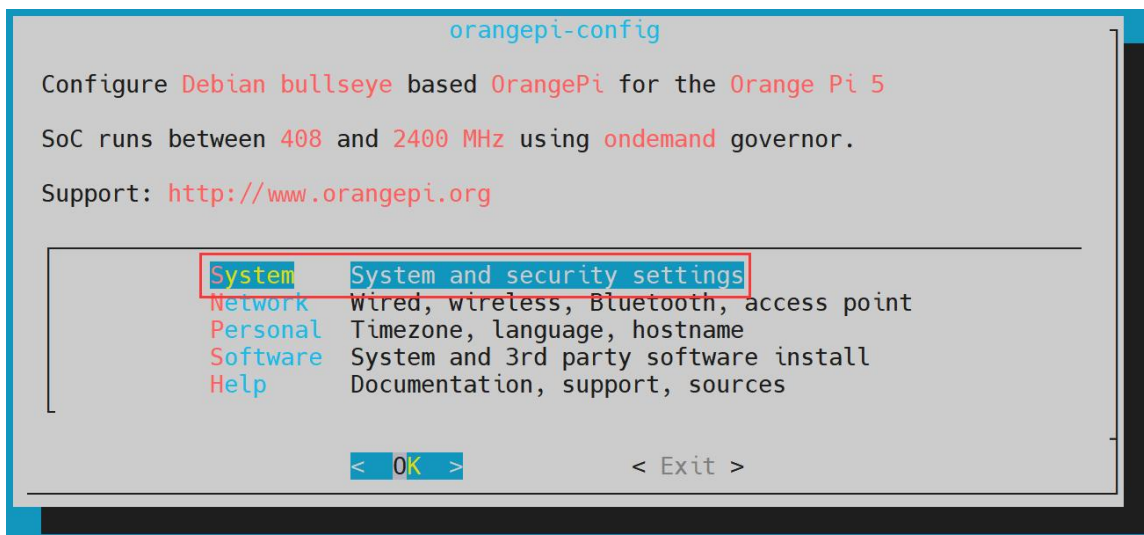 orangepi-config
Configure Debian bullseye based OrangePi for the Orange Pi 5
SoC runs between 408 and 2400 MHz using ondemand governor.
Support: http://www.orangepi.org
System System and security settings
Network Wired, wireless, Bluetooth, access point
Personal Timezone, language, hostname
Software System and 3rd party software install
Help Documentation, support, sources
< OK > < Exit >